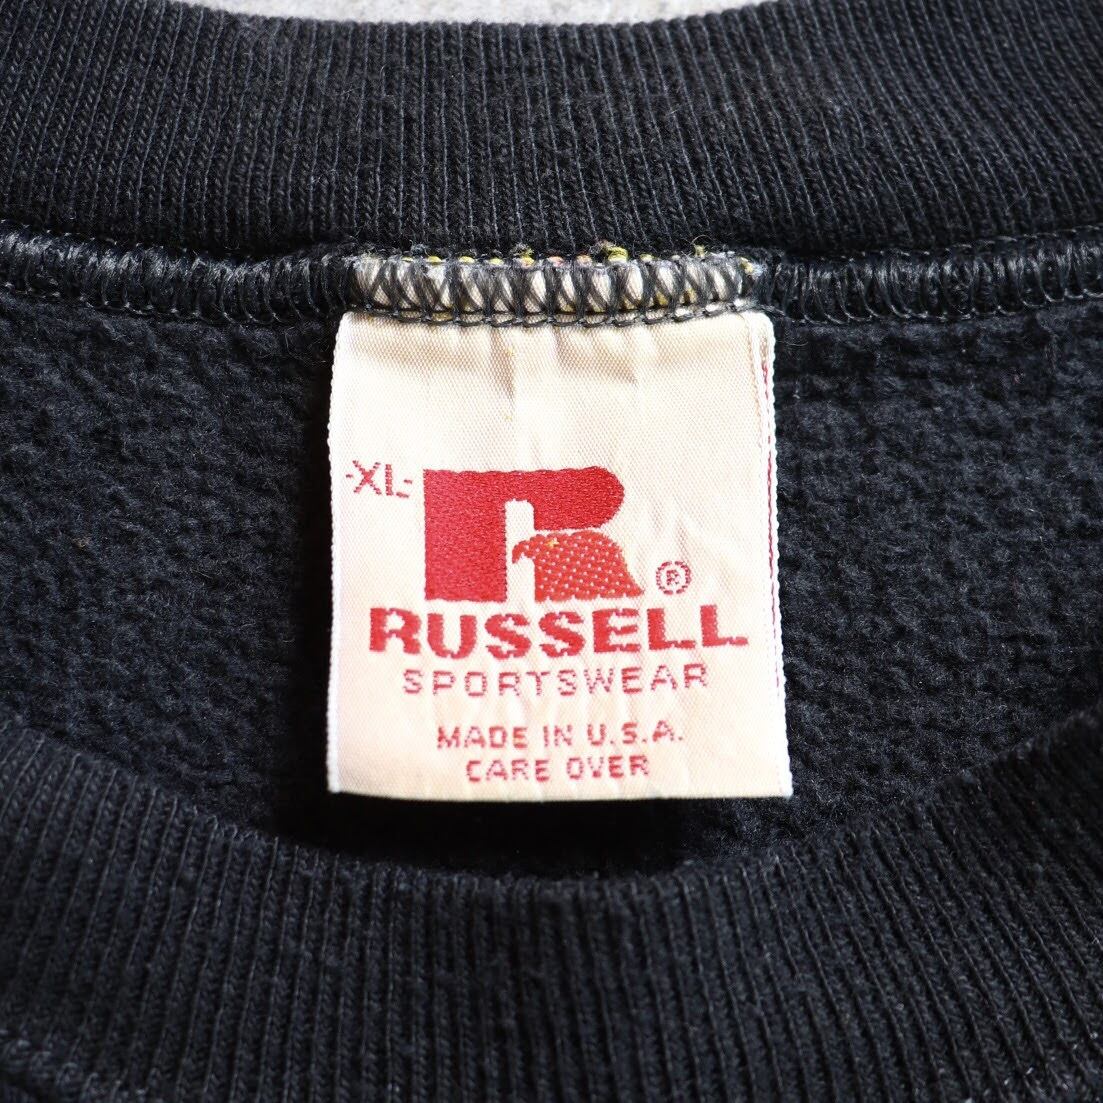 -XL-
R
®
RUSSELL
SPORTSWEAR
MADE IN U.S.A.
CARE OVER